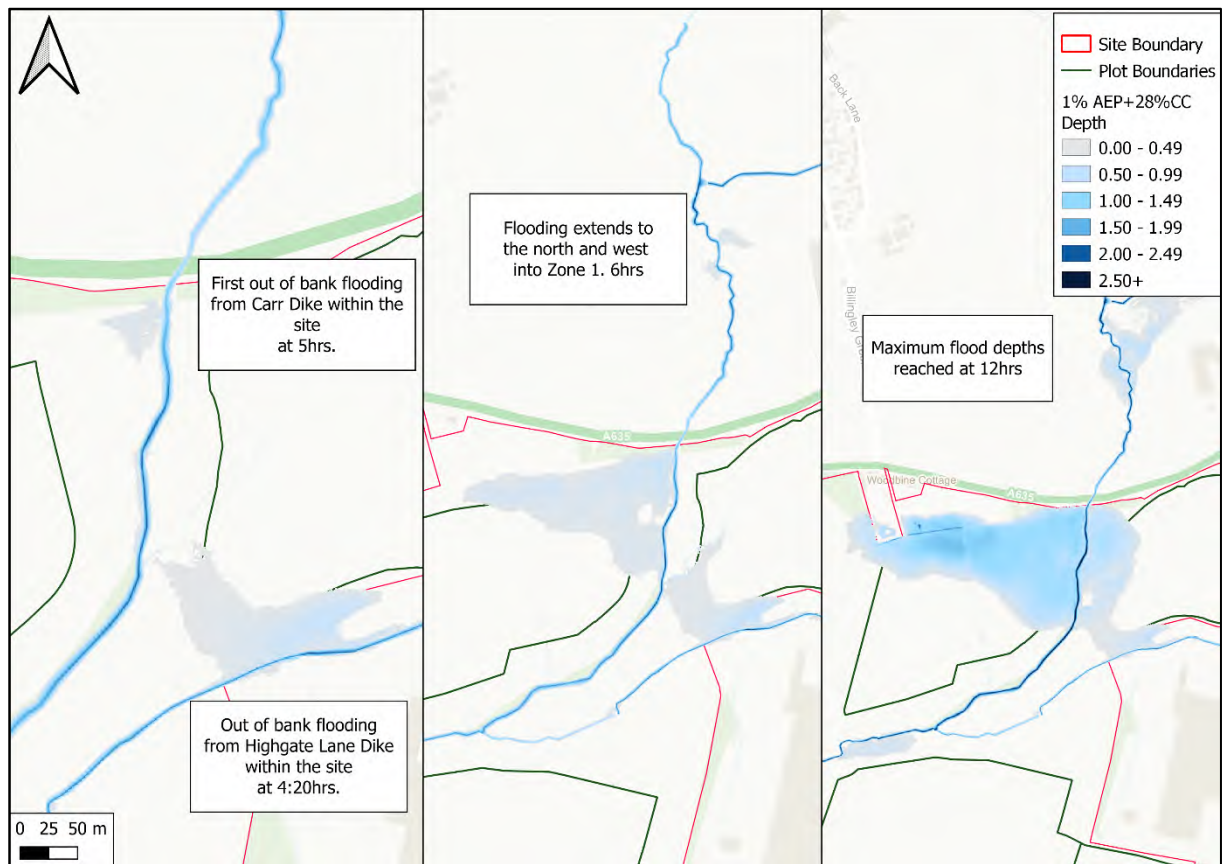 First out of bank flooding
from Carr Dike within the
site
at 5hrs.
Out of bank flooding
from Highgate Lane Dike
within the site
at 4:20hrs.
0 25 50 m
Flooding extends to
the north and west
into Zone 1. 6hrs
A635
Back Lane
Billingley Gre
Maximum flood depths
reached at 12hrs
Woodbine Cottage
A635
Site Boundary
Plot Boundaries
1% AEP+28%CC
Depth
0.00 - 0.49
0.50 - 0.99
1.00 - 1.49
1.50 - 1.99
2.00 - 2.49
2.50+